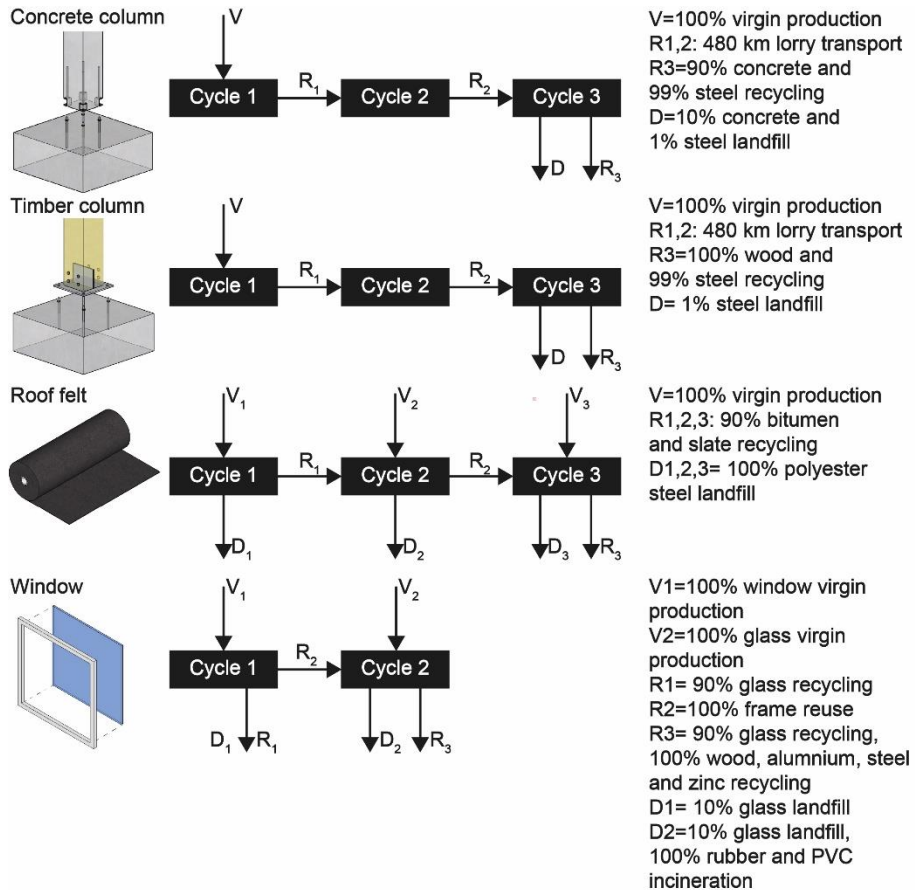 Concrete column
V
Cycle 1
R1
Cycle 2
R2
Cycle 3
D
R3
V=100% virgin production
R1,2: 480 km lorry transport
R3=90% concrete and
99% steel recycling
D=10% concrete and
1% steel landfill
Timber column
V
Cycle 1
R1
Cycle 2
R2
Cycle 3
D
R3
V=100% virgin production
R1,2: 480 km lorry transport
R3=100% wood and
99% steel recycling
D= 1% steel landfill
Roof felt
V1
V2
V3
Cycle 1
R1
Cycle 2
R2
Cycle 3
D1
D2
D3
R3
V=100% virgin production
R1,2,3: 90% bitumen
and slate recycling
D1,2,3= 100% polyester
steel landfill
Window
V1
V2
Cycle 1
R2
Cycle 2
D1
R1
D2
R3
V1=100% window virgin
production
V2=100% glass virgin
production
R1= 90% glass recycling
R2=100% frame reuse
R3= 90% glass recycling,
100% wood, alumnium, steel
and zinc recycling
D1= 10% glass landfill
D2=10% glass landfill,
100% rubber and PVC
incineration